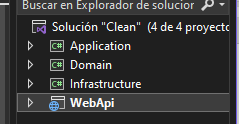 Buscar en Explorador de solucior
Solución "Clean" (4 de 4 proyecto
C# Application
C# Domain
C# Infrastructure
WebApi